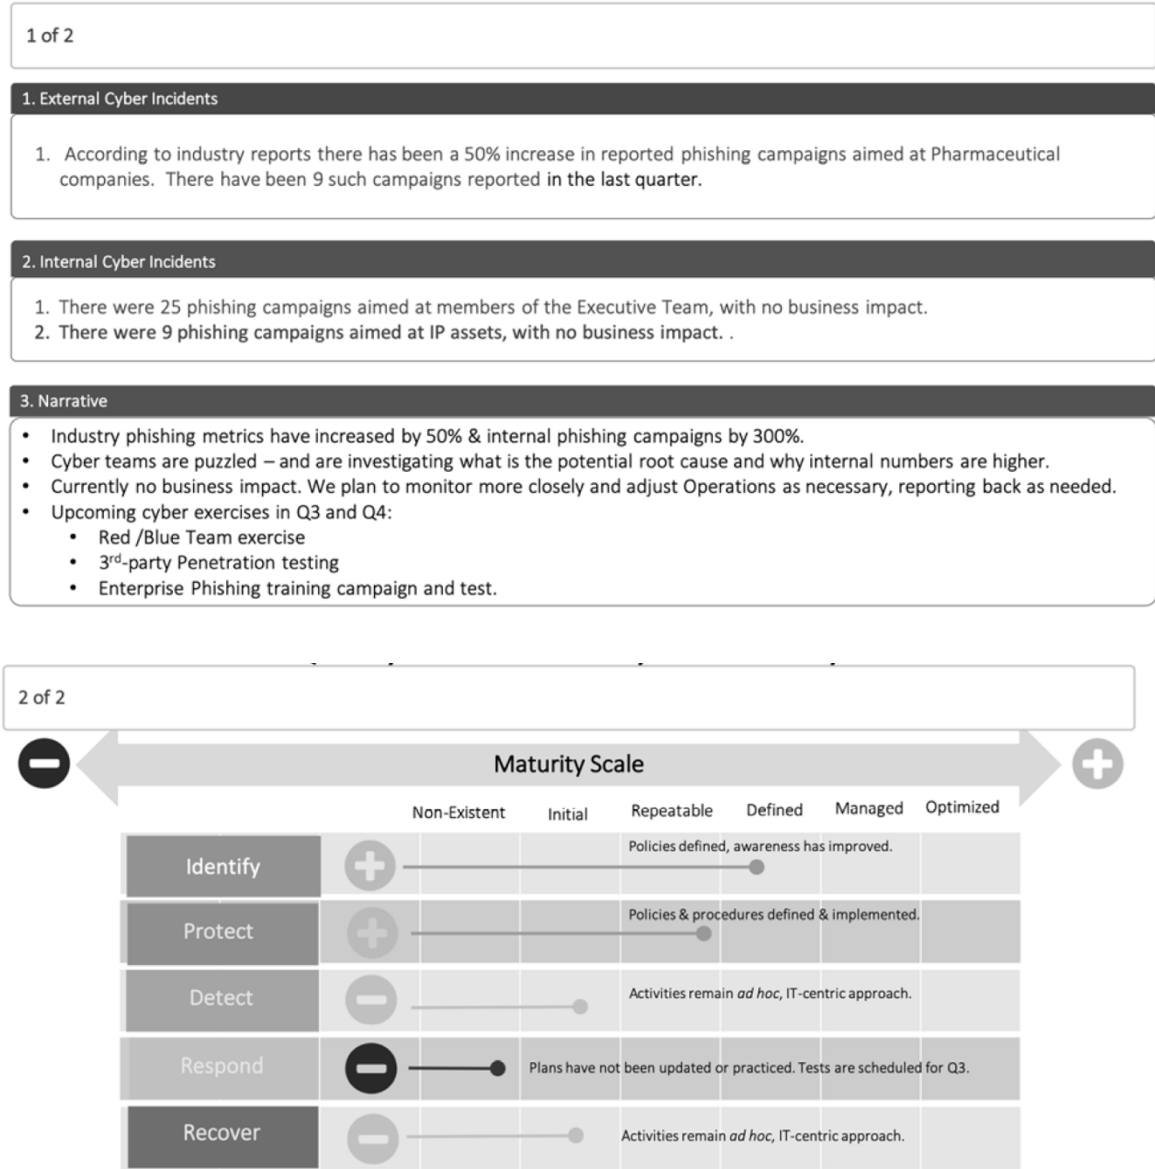 1 of 2
1. External Cyber Incidents
1. According to industry reports there has been a 50% increase in reported phishing campaigns aimed at Pharmaceutical
companies. There have been 9 such campaigns reported in the last quarter.
2. Internal Cyber Incidents
1. There were 25 phishing campaigns aimed at members of the Executive Team, with no business impact.
2. There were 9 phishing campaigns aimed at IP assets, with no business impact. .
3. Narrative
• Industry phishing metrics have increased by 50% & internal phishing campaigns by 300%.
• Cyber teams are puzzled – and are investigating what is the potential root cause and why internal numbers are higher.
• Currently no business impact. We plan to monitor more closely and adjust Operations as necessary, reporting back as needed.
• Upcoming cyber exercises in Q3 and Q4:
• Red /Blue Team exercise
• 3rd-party Penetration testing
• Enterprise Phishing training campaign and test.
2 of 2
Maturity Scale
Non-Existent Initial Repeatable Defined Managed Optimized
Identify
Policies defined, awareness has improved.
Protect
Policies & procedures defined & implemented.
Detect
Activities remain ad hoc, IT-centric approach.
Respond
Plans have not been updated or practiced. Tests are scheduled for Q3.
Recover
Activities remain ad hoc, IT-centric approach.